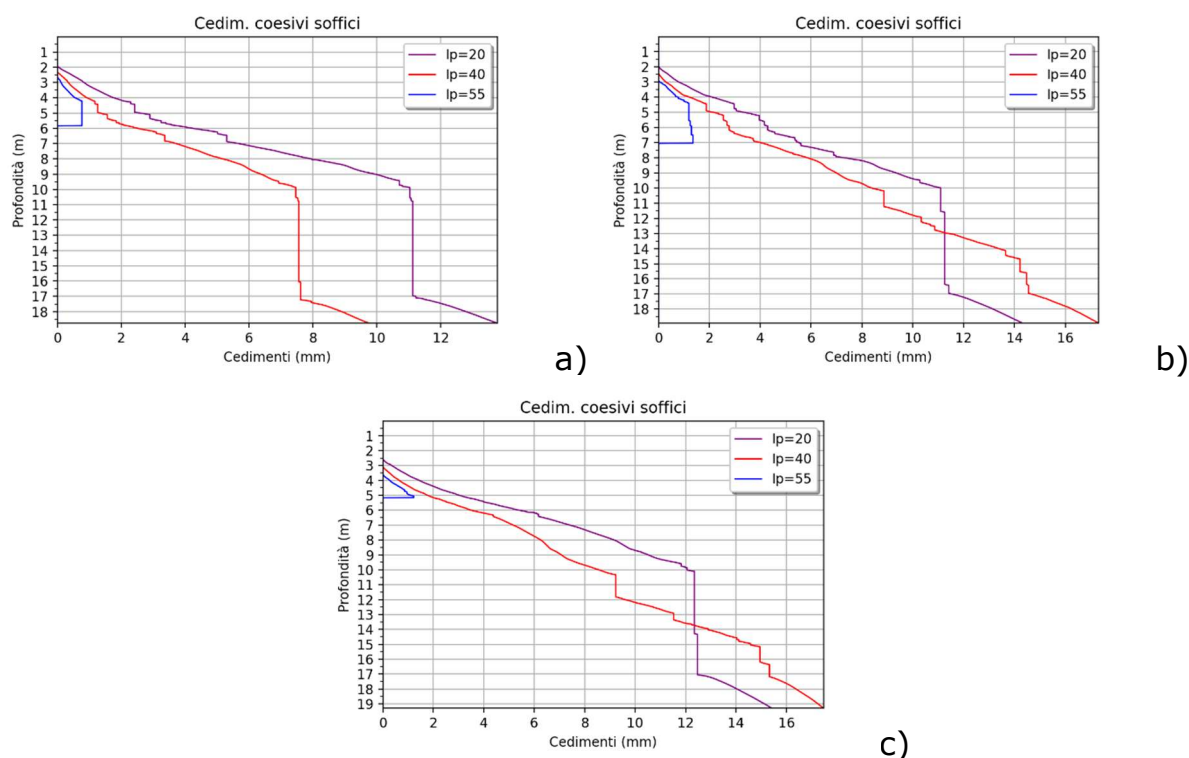 Cedim. coesivi soffici
Ip=20
Ip=40
Ip=55
1
2
3
4
5
6
7
8
9
10
11
12
13
14
15
16
17
18
Profondità (m)
0 2 4 6 8 10 12
Cedimenti (mm)
a)
Cedim. coesivi soffici
Ip=20
Ip=40
Ip=55
1
2
3
4
5
6
7
8
9
10
11
12
13
14
15
16
17
18
Profondità (m)
0 2 4 6 8 10 12 14 16
Cedimenti (mm)
b)
Cedim. coesivi soffici
Ip=20
Ip=40
Ip=55
1
2
3
4
5
6
7
8
9
10
11
12
13
14
15
16
17
18
19
Profondità (m)
0 2 4 6 8 10 12 14 16
Cedimenti (mm)
c)